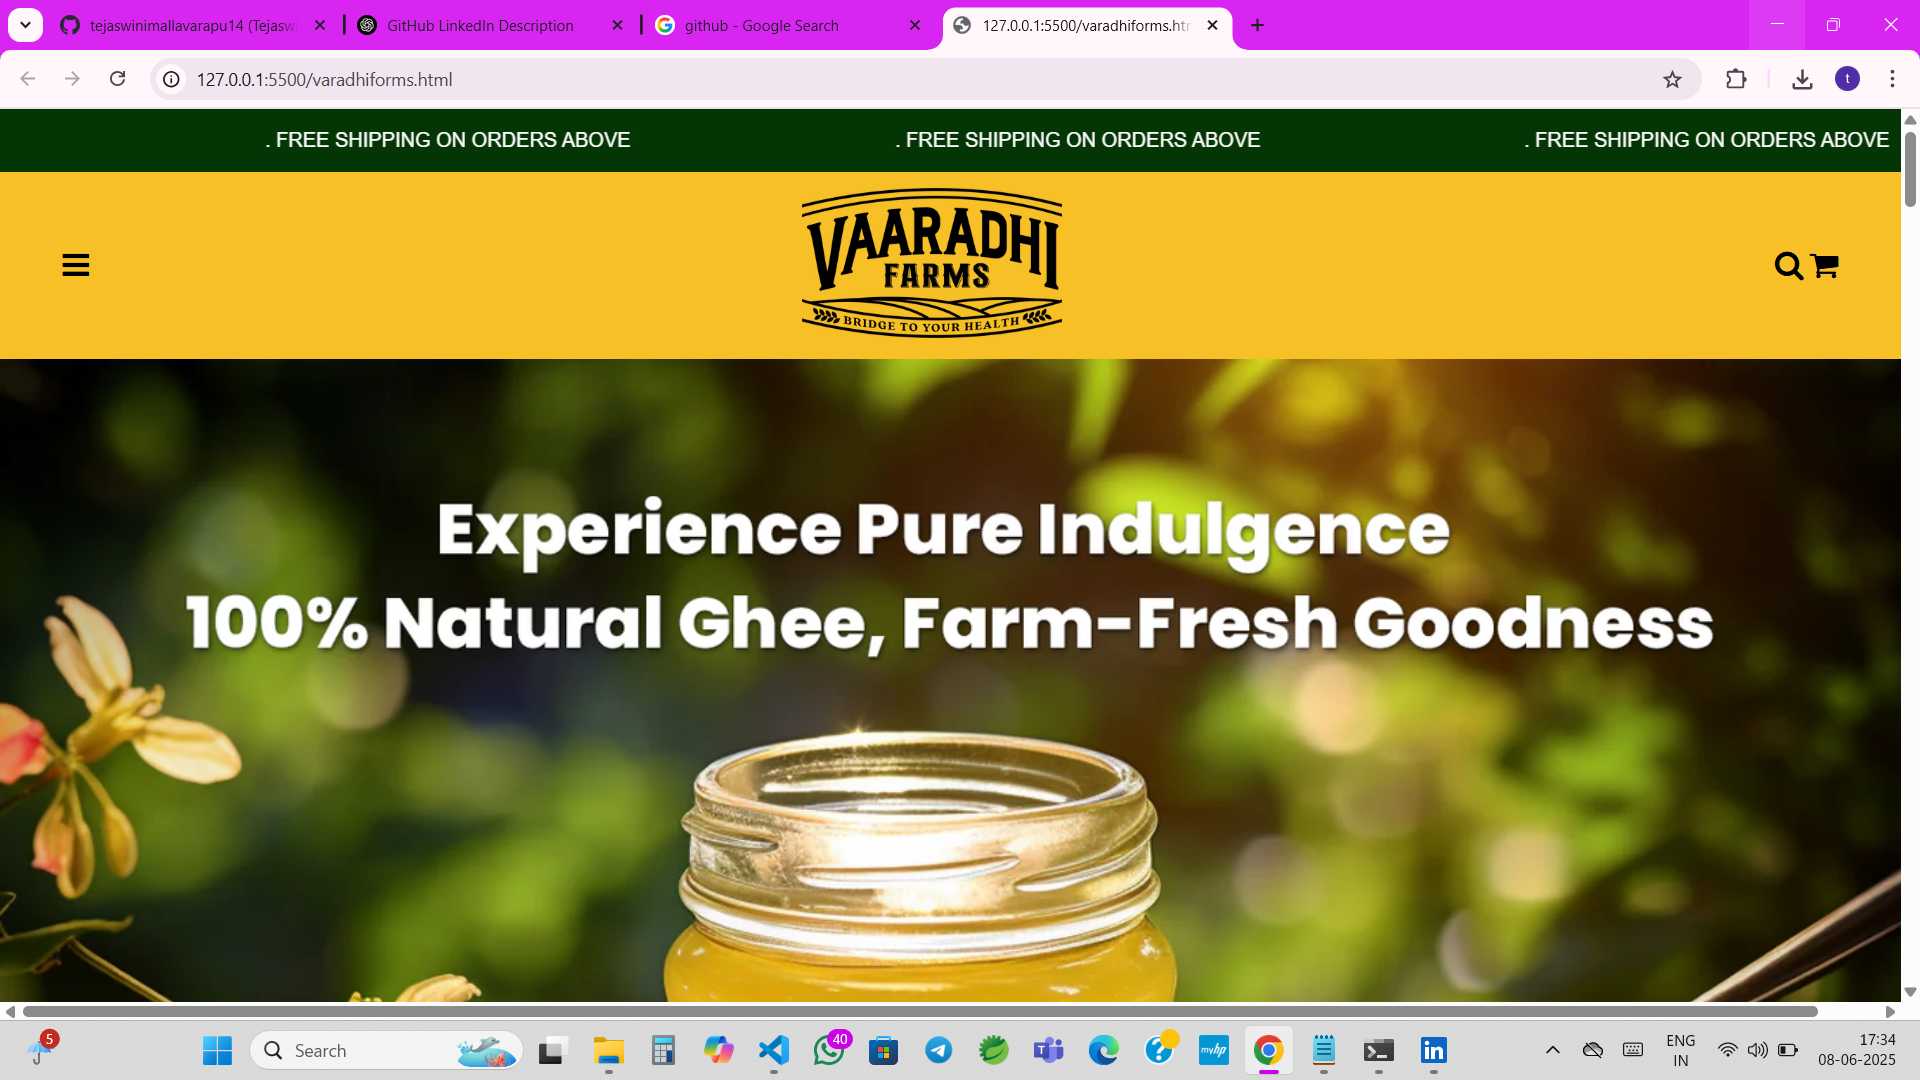 tejaswinimallavarapu14 (Tejasw
GitHub LinkedIn Description
github - Google Search
127.0.0.1:5500/varadhiforms.htm
127.0.0.1:5500/varadhiforms.html
t
. FREE SHIPPING ON ORDERS ABOVE
. FREE SHIPPING ON ORDERS ABOVE
. FREE SHIPPING ON ORDERS ABOVE
VAARADHI
FARMS
BRIDGE TO YOUR HEALTH
Experience Pure Indulgence
100% Natural Ghee, Farm-Fresh Goodness
5
Search
40
myhp
in
ENG
IN
17:34
08-06-2025